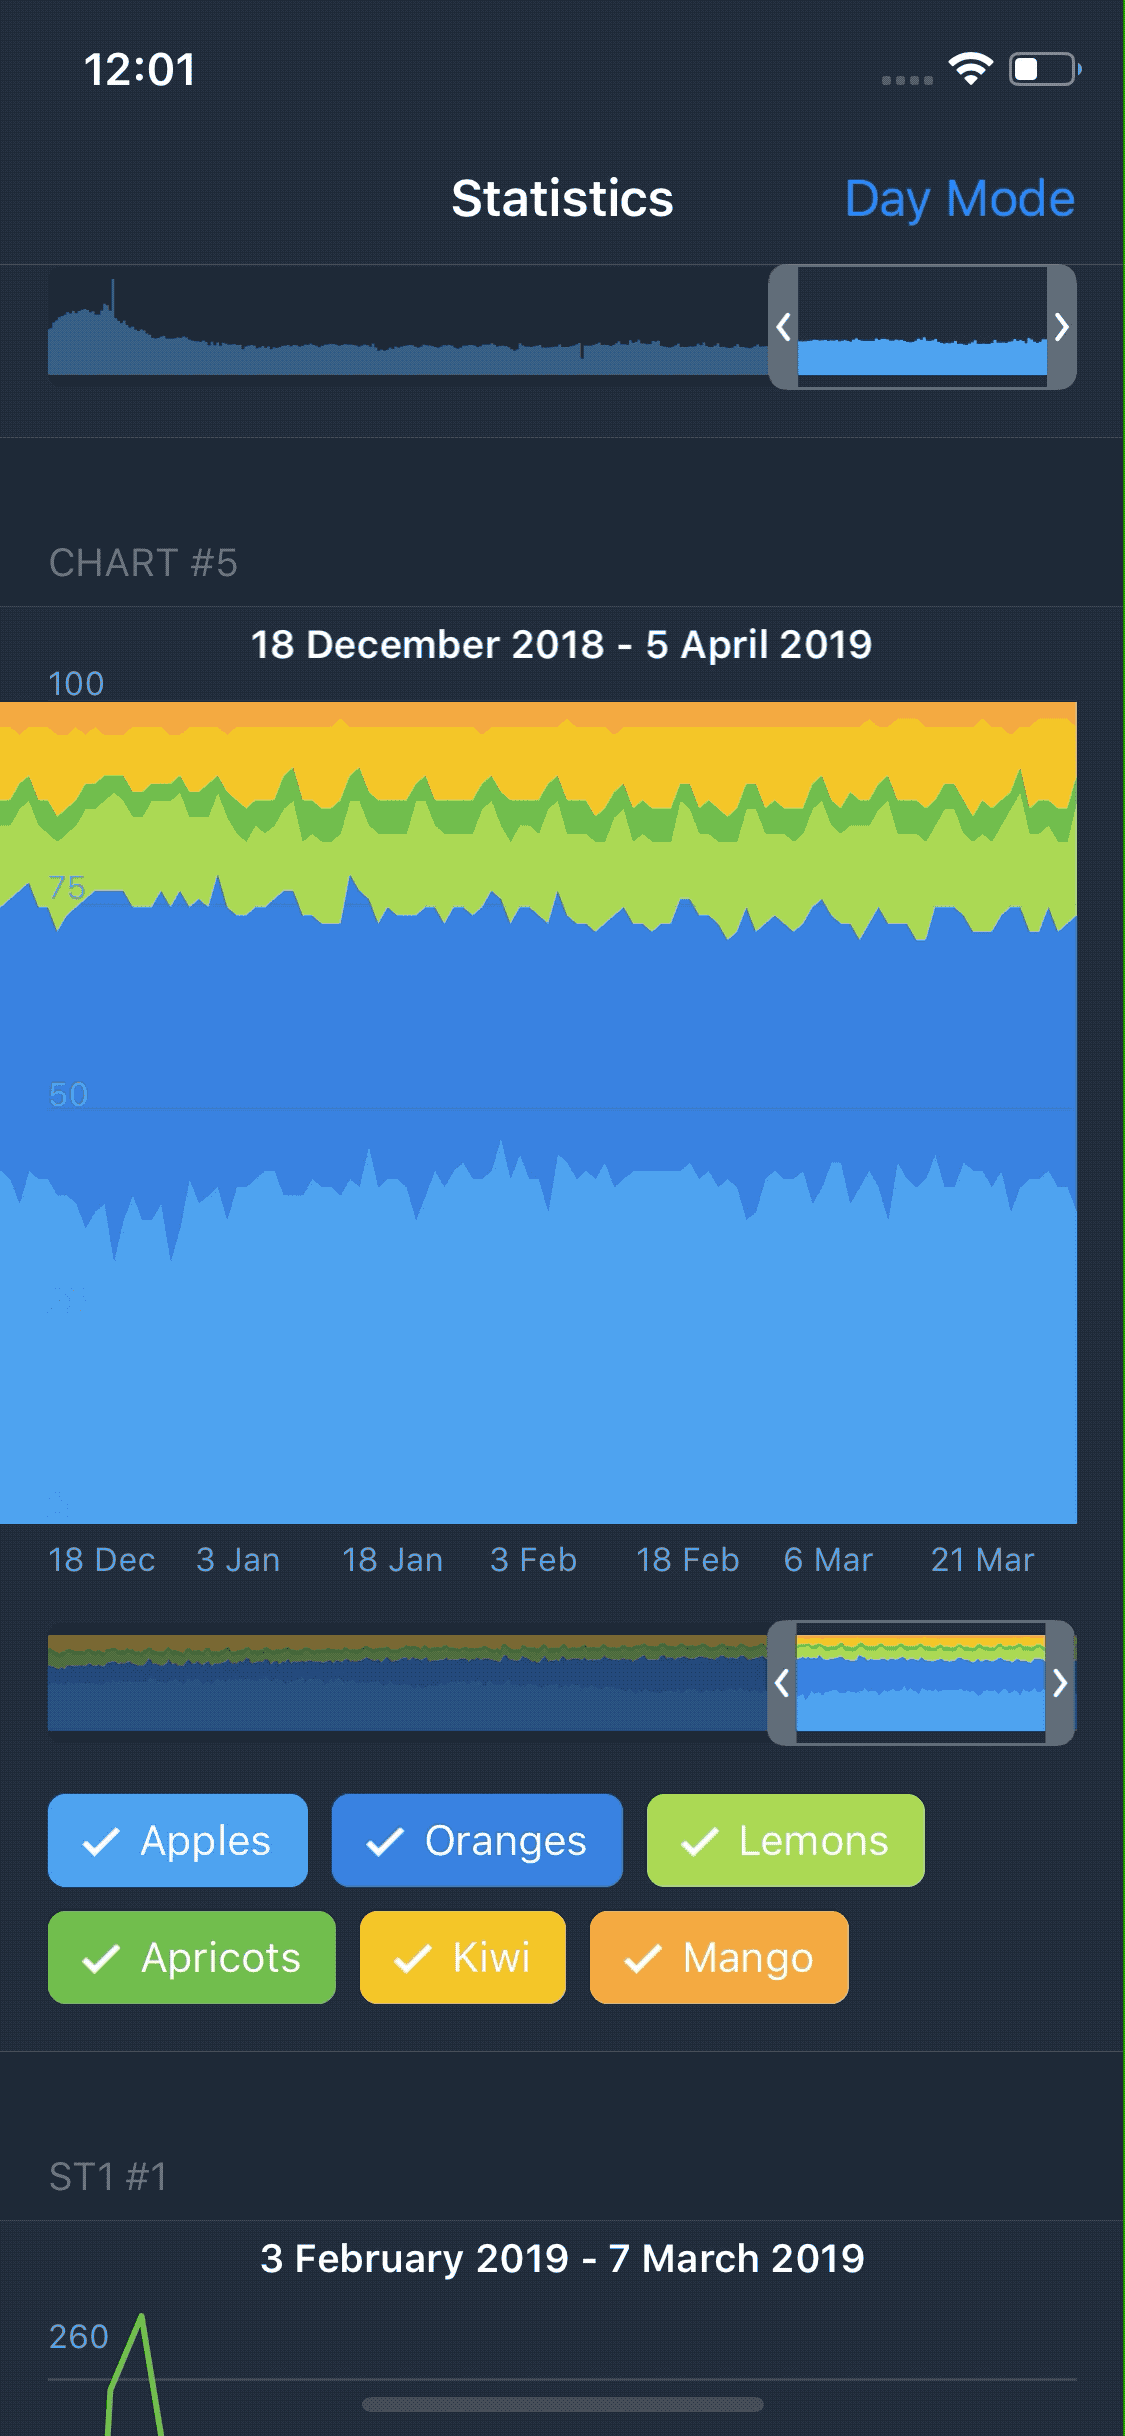 12:01
Statistics
Day Mode
CHART #5
18 December 2018 - 5 April 2019
100
75
50
18 Dec 3 Jan 18 Jan 3 Feb 18 Feb 6 Mar 21 Mar
Apples Oranges Lemons
Apricots Kiwi Mango
ST1 #1
3 February 2019 - 7 March 2019
260